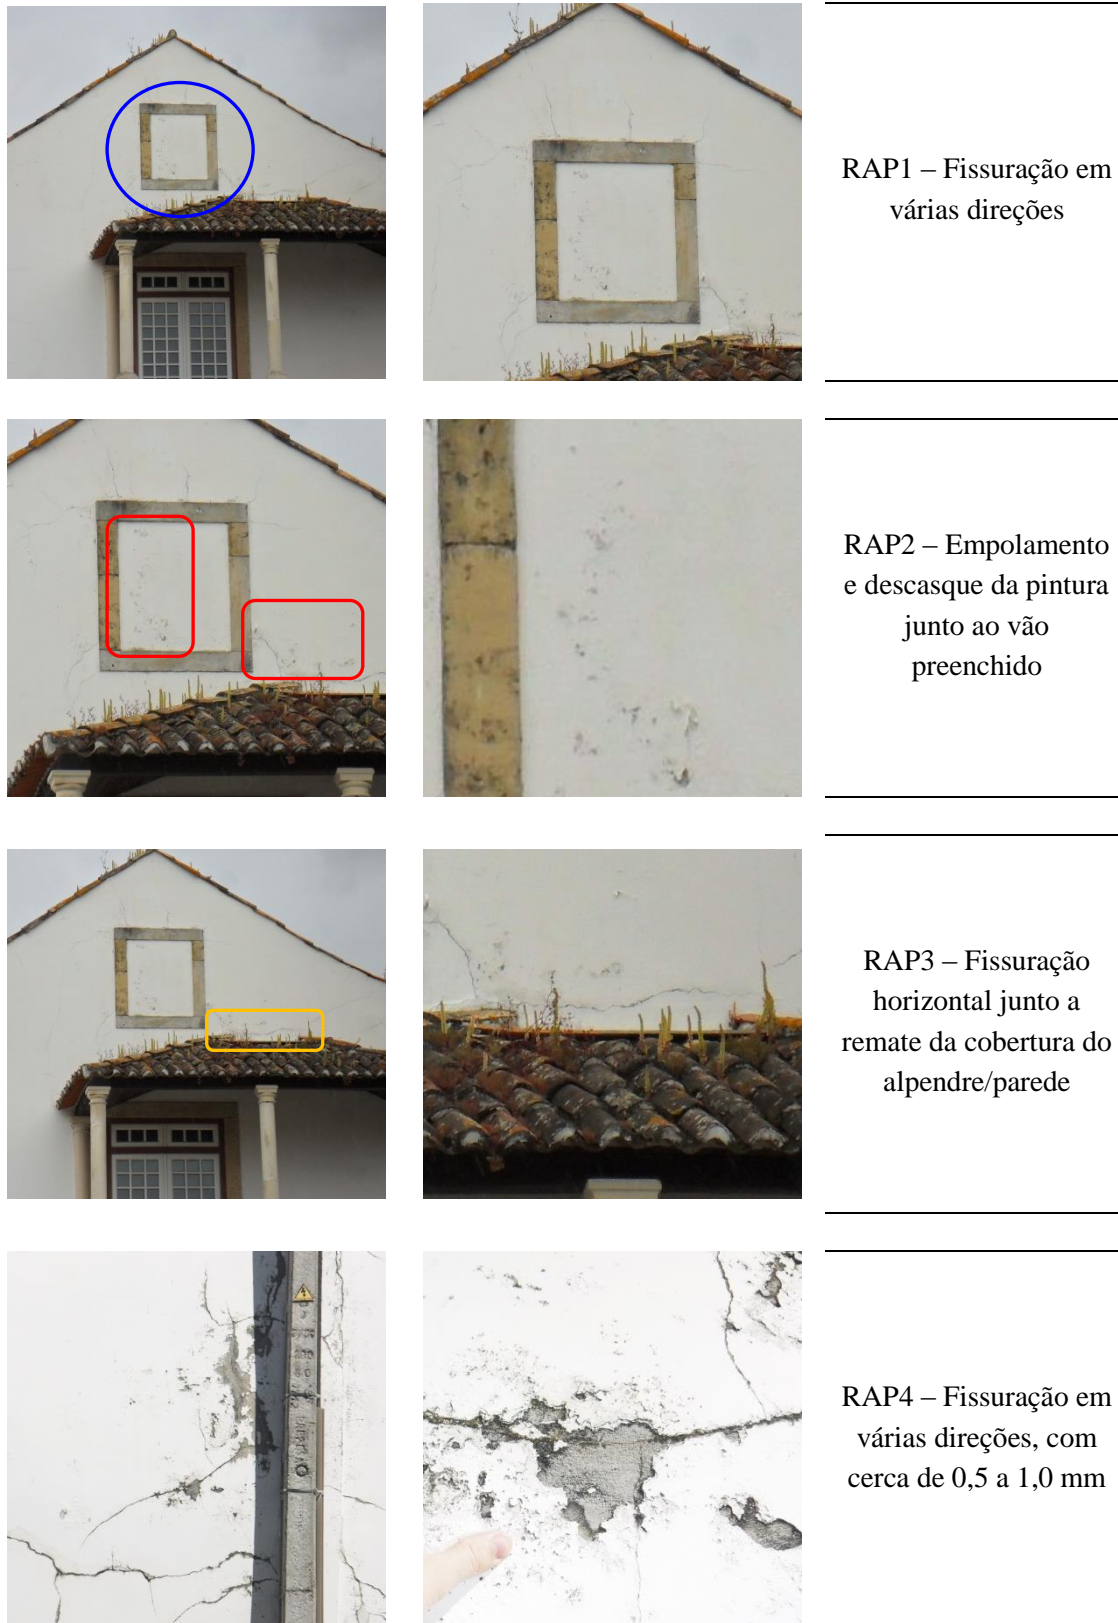 RAP1 – Fissuração em
várias direções
RAP2 – Empolamento
e descasque da pintura
junto ao vão
preenchido
RAP3 – Fissuração
horizontal junto a
remate da cobertura do
alpendre/parede
RAP4 – Fissuração em
várias direções, com
cerca de 0,5 a 1,0 mm